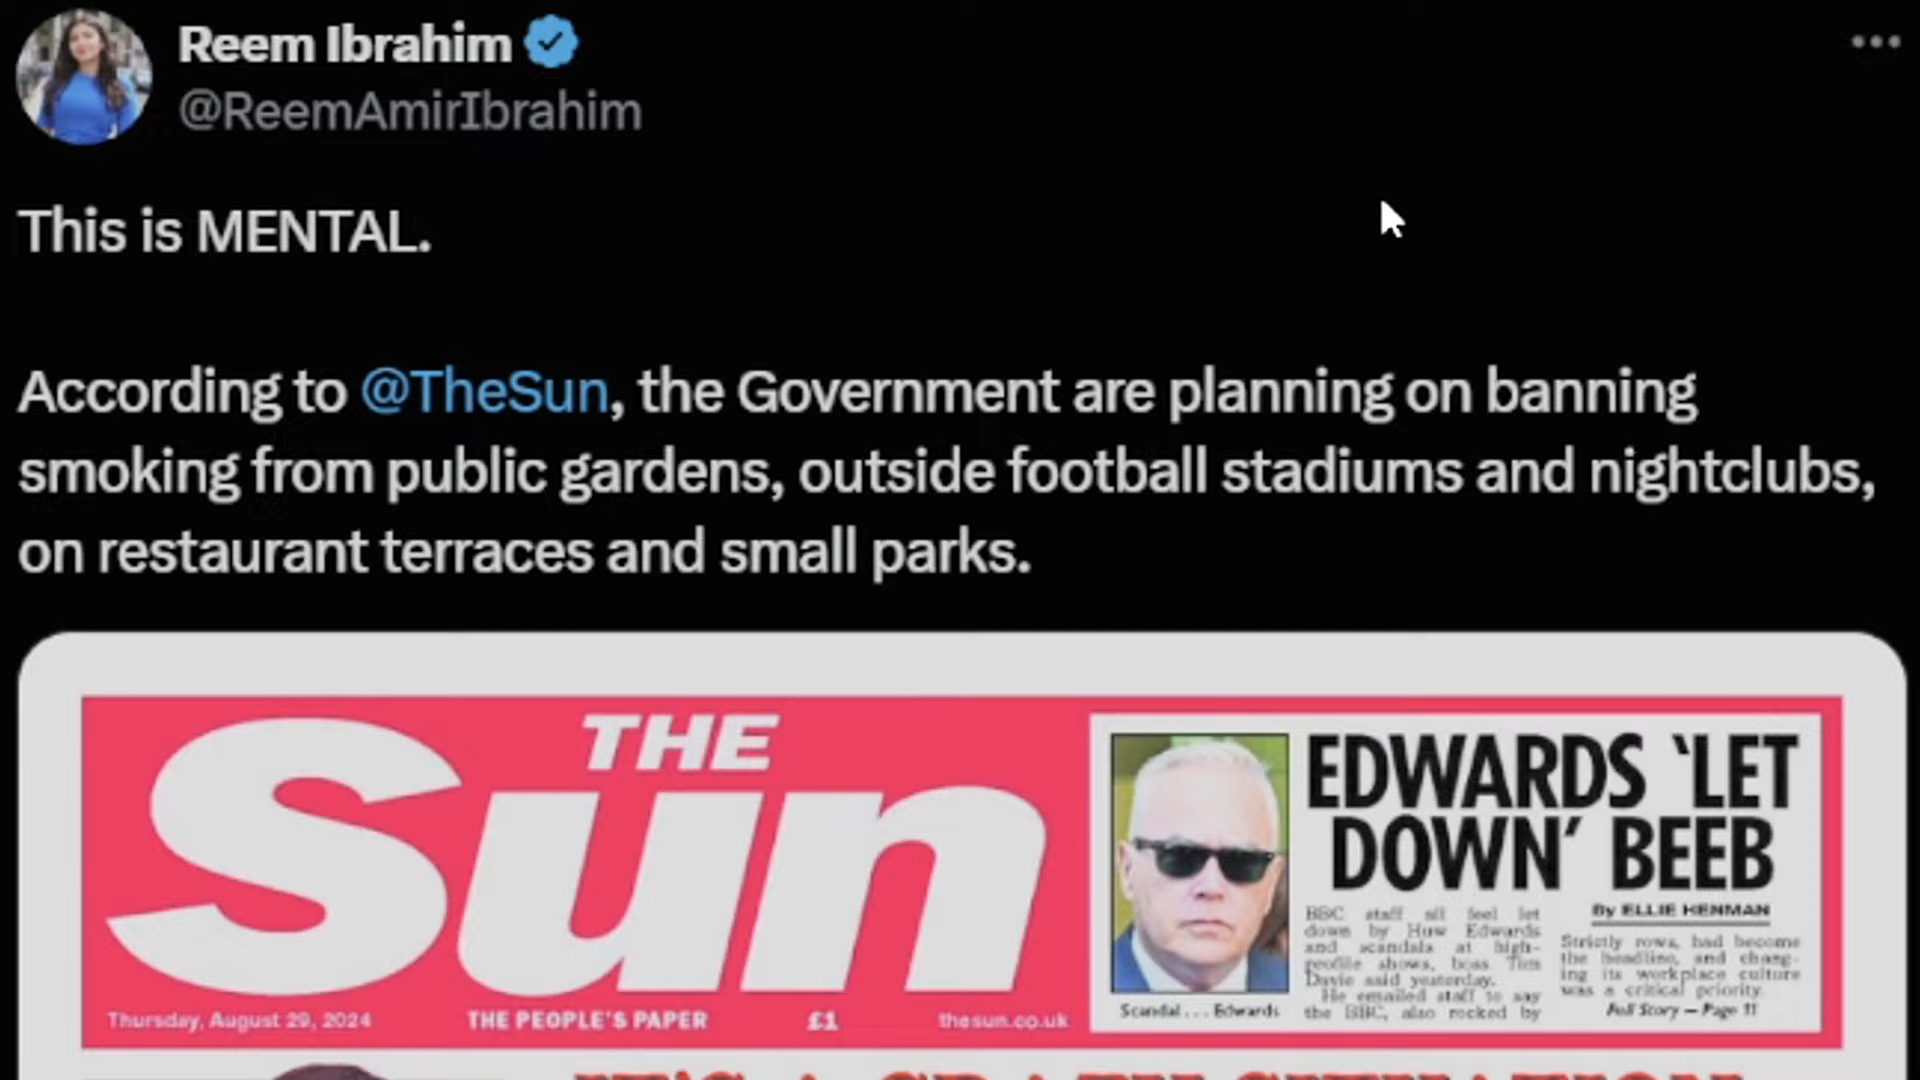 Reem Ibrahim
@ReemAmirIbrahim
This is MENTAL.
According to @TheSun, the Government are planning on banning
smoking from public gardens, outside football stadiums and nightclubs,
on restaurant terraces and small parks.
THE
Sun
Thursday, August 29, 2024
THE PEOPLE'S PAPER
£1
thesun.co.uk
EDWARDS ‘LET
DOWN’ BEEB
Scandal... Edwards
BBC staff all feel let
down by Huw Edwards
and scandals at high-
profile shows, boss Tim
Davie said yesterday.
He emailed staff to say
the BBC, also rocked by
By ELLIE HENMAN
Strictly rows, had become
the headline, and chang-
ing its workplace culture
was a critical priority.
Full Story — Page 11